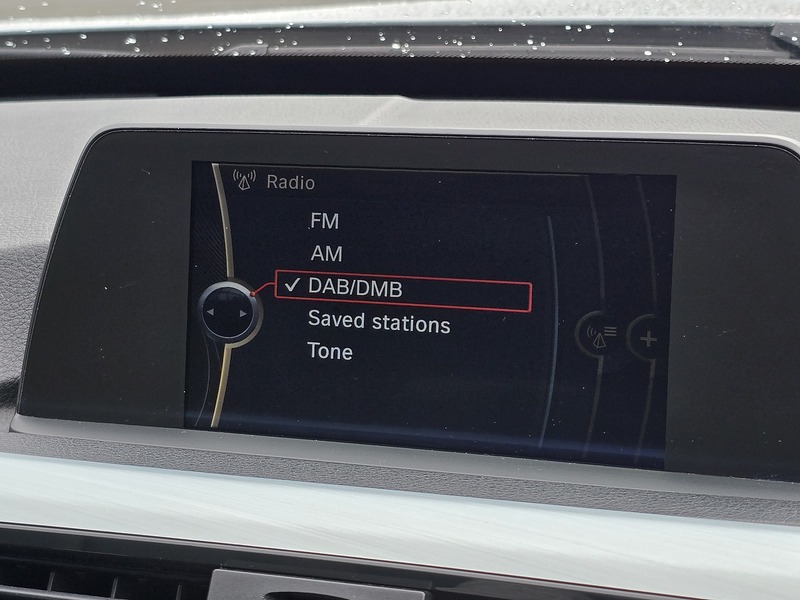 Radio
FM
AM
✓ DAB/DMB
Saved stations
Tone